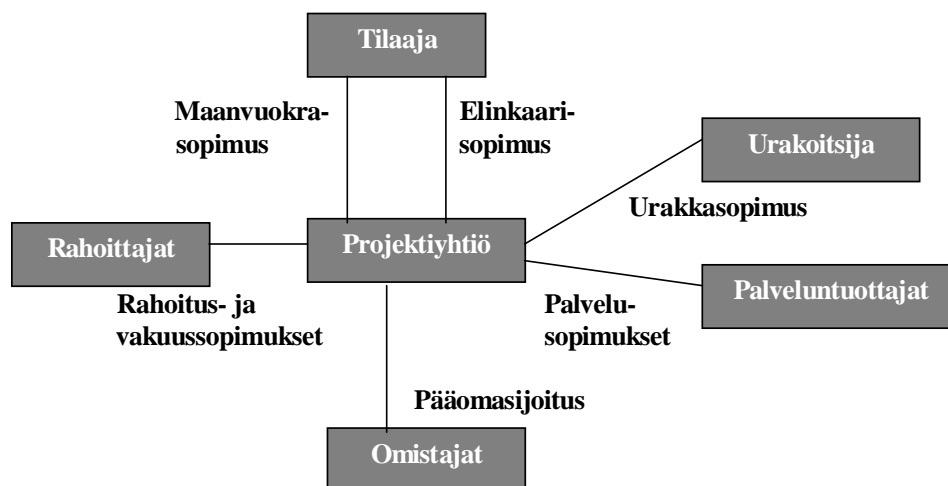 Tilaaja
Maanvuokra-
sopimus
Elinkaari-
sopimus
Urakoitsija
Urakkasopimus
Rahoittajat
Projektiyhtiö
Palveluntuottajat
Rahoitus- ja
vakuussopimukset
Palvelu-
sopimukset
Pääomasijoitus
Omistajat